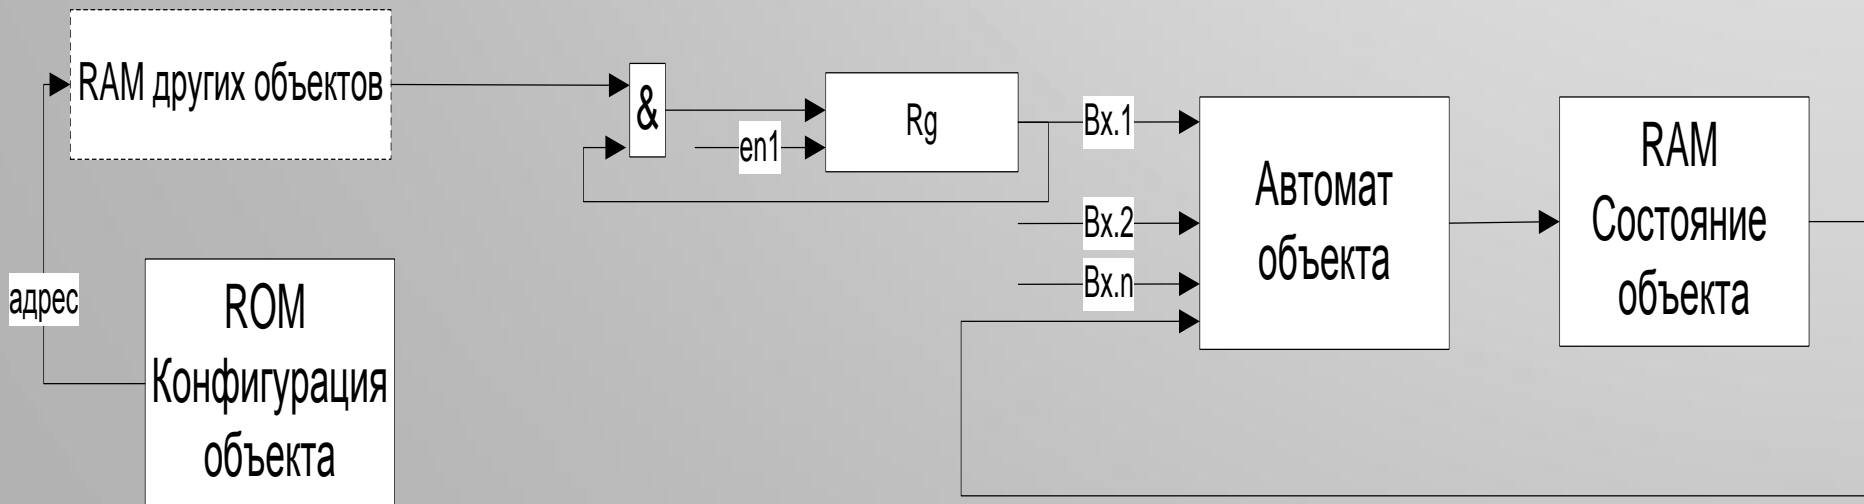 RAM других объектов
&
en1
Rg
Вх.1
Вх.2
Вх.n
Автомат
объекта
RAM
Состояние
объекта
адрес
ROM
Конфигурация
объекта